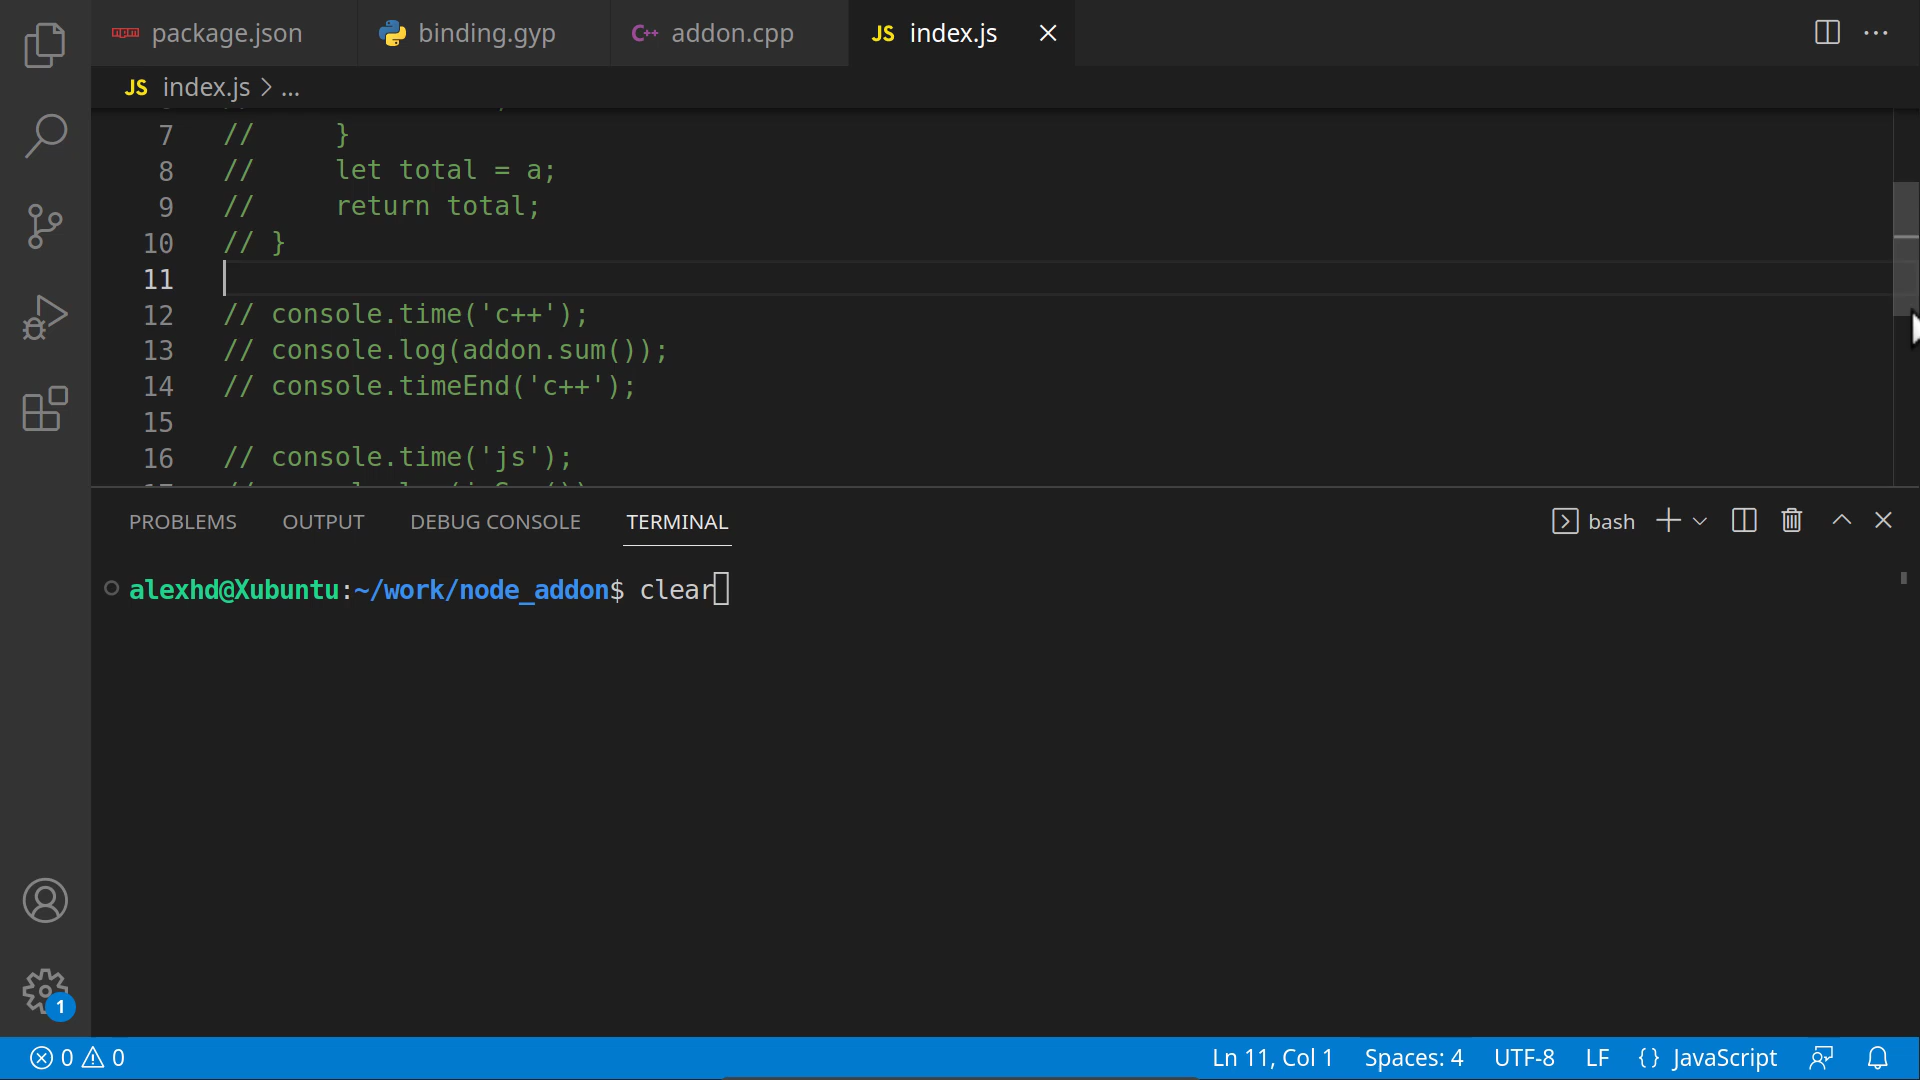 package.json
binding.gyp
C++ addon.cpp
JS index.js
JS index.js > ...
7 // }
8 // let total = a;
9 // return total;
10 // }
11
12 // console.time('c++');
13 // console.log(addon.sum());
14 // console.timeEnd('c++');
15
16 // console.time('js');
PROBLEMS OUTPUT DEBUG CONSOLE TERMINAL
bash
alexhd@Xubuntu:~/work/node_addon$ clear
1
0 0
Ln 11, Col 1 Spaces: 4 UTF-8 LF {} JavaScript